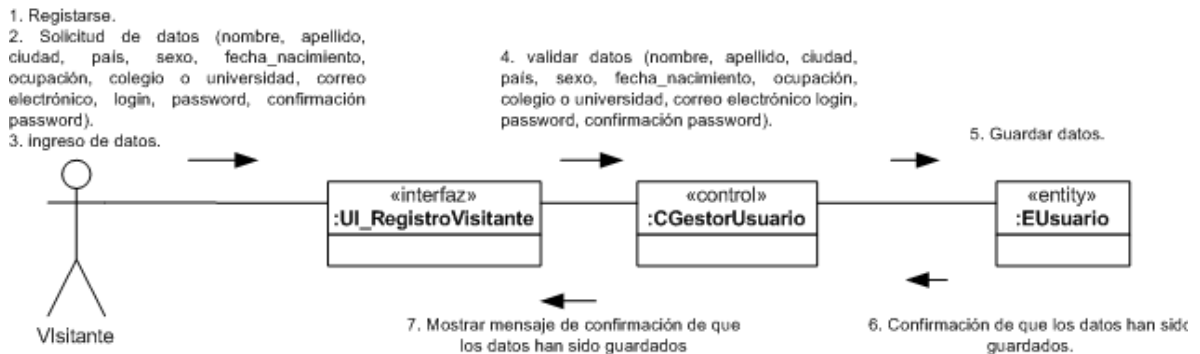 1. Registarse.
2. Solicitud de datos (nombre, apellido,
ciudad, país, sexo, fecha_nacimiento,
ocupación, colegio o universidad, correo
electrónico, login, password, confirmación
password).
3. ingreso de datos.
4. validar datos (nombre, apellido, ciudad,
país, sexo, fecha_nacimiento, ocupación,
colegio o universidad, correo electrónico login,
password, confirmación password).
5. Guardar datos.
«interfaz»
:UI_RegistroVisitante
«control»
:CGestorUsuario
«entity»
:EUsuario
VIsitante
7. Mostrar mensaje de confirmación de que
los datos han sido guardados
6. Confirmación de que los datos han sido
guardados.